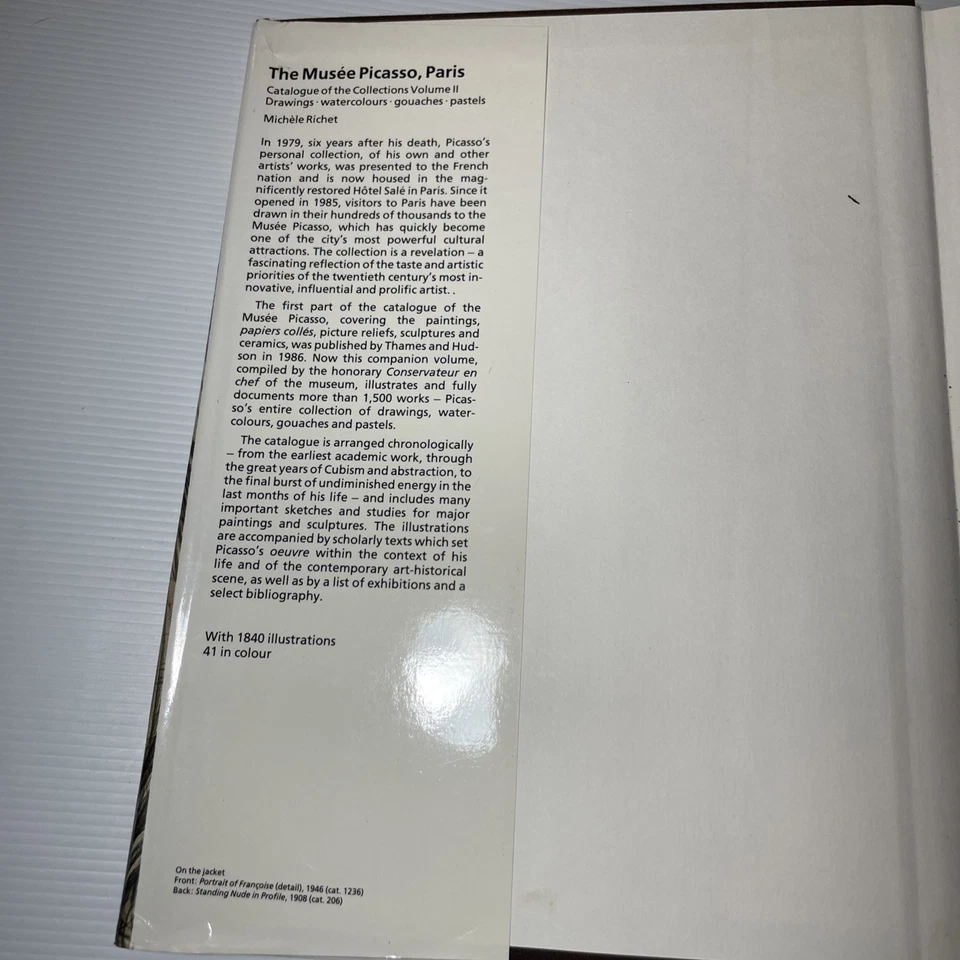 The Musée Picasso, Paris
Catalogue of the Collections Volume II
Drawings · watercolours · gouaches · pastels
Michèle Richet
In 1979, six years after his death, Picasso's
personal collection, of his own and other
artists' works, was presented to the French
nation and is now housed in the mag-
nificently restored Hôtel Salé in Paris. Since it
opened in 1985, visitors to Paris have been
drawn in their hundreds of thousands to the
Musée Picasso, which has quickly become
one of the city's most powerful cultural
attractions. The collection is a revelation – a
fascinating reflection of the taste and artistic
priorities of the twentieth century's most in-
novative, influential and prolific artist. .
The first part of the catalogue of the
Musée Picasso, covering the paintings,
papiers collés, picture reliefs, sculptures and
ceramics, was published by Thames and Hud-
son in 1986. Now this companion volume,
compiled by the honorary Conservateur en
chef of the museum, illustrates and fully
documents more than 1,500 works – Picas-
so's entire collection of drawings, water-
colours, gouaches and pastels.
The catalogue is arranged chronologically
– from the earliest academic work, through
the great years of Cubism and abstraction, to
the final burst of undiminished energy in the
last months of his life – and includes many
important sketches and studies for major
paintings and sculptures. The illustrations
are accompanied by scholarly texts which set
Picasso's oeuvre within the context of his
life and of the contemporary art-historical
scene, as well as by a list of exhibitions and a
select bibliography.
With 1840 illustrations
41 in colour
On the jacket
Front: Portrait of Françoise (detail), 1946 (cat. 1236)
Back: Standing Nude in Profile, 1908 (cat. 206)